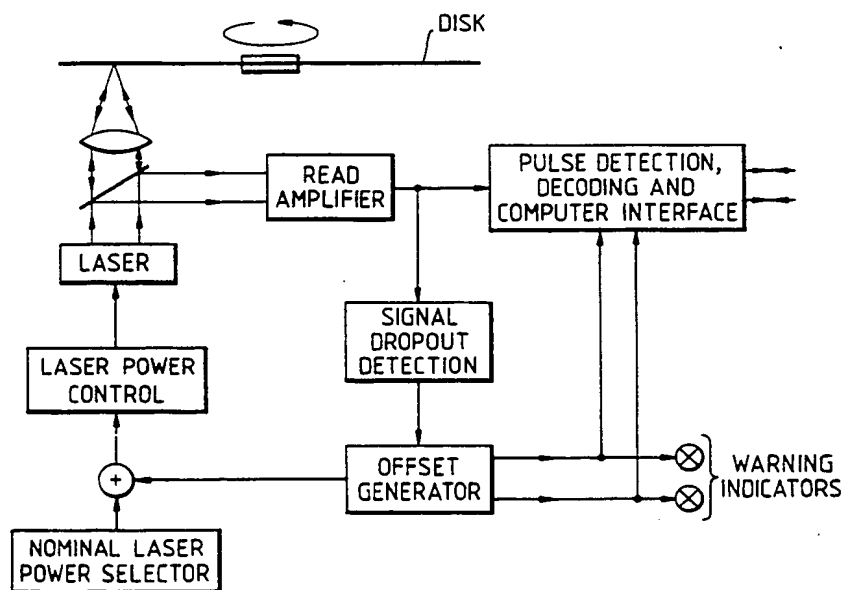 DISK
READ
AMPLIFIER
PULSE DETECTION,
DECODING AND
COMPUTER INTERFACE
LASER
SIGNAL
DROPOUT
DETECTION
LASER POWER
CONTROL
OFFSET
GENERATOR
WARNING
INDICATORS
+
NOMINAL LASER
POWER SELECTOR